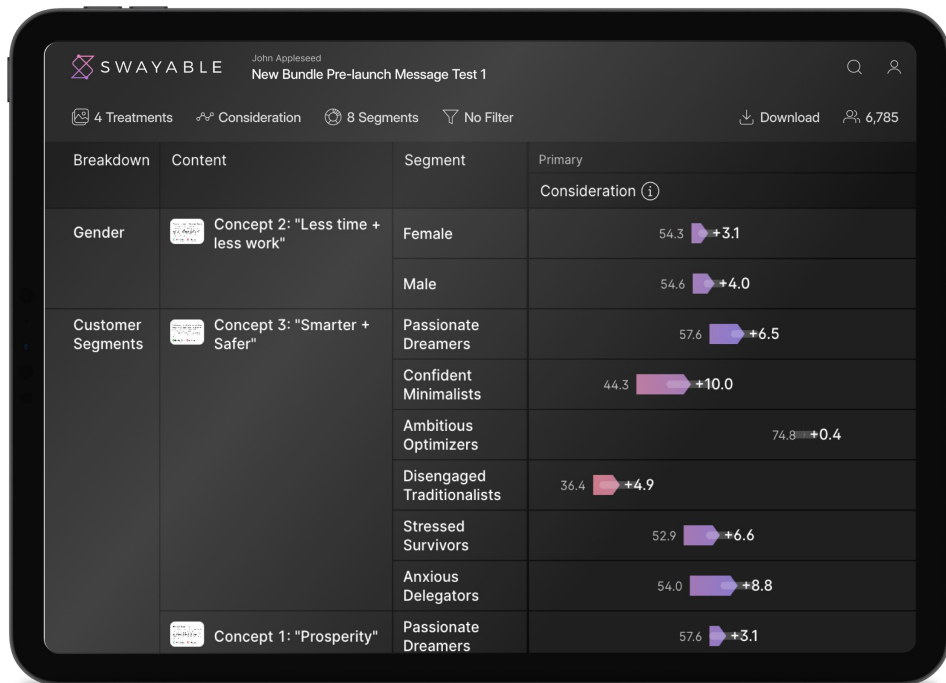 SWAYABLE
John Appleseed
New Bundle Pre-launch Message Test 1
4 Treatments
Consideration
8 Segments
No Filter
Download
6,785
Breakdown
Content
Segment
Primary
Consideration
Gender
Concept 2: "Less time +
less work"
Female
54.3
+3.1
Male
54.6
+4.0
Customer
Segments
Concept 3: "Smarter +
Safer"
Passionate
Dreamers
57.6
+6.5
Confident
Minimalists
44.3
+10.0
Ambitious
Optimizers
74.8
+0.4
Disengaged
Traditionalists
36.4
+4.9
Stressed
Survivors
52.9
+6.6
Anxious
Delegators
54.0
+8.8
Concept 1: "Prosperity"
Passionate
Dreamers
57.6
+3.1